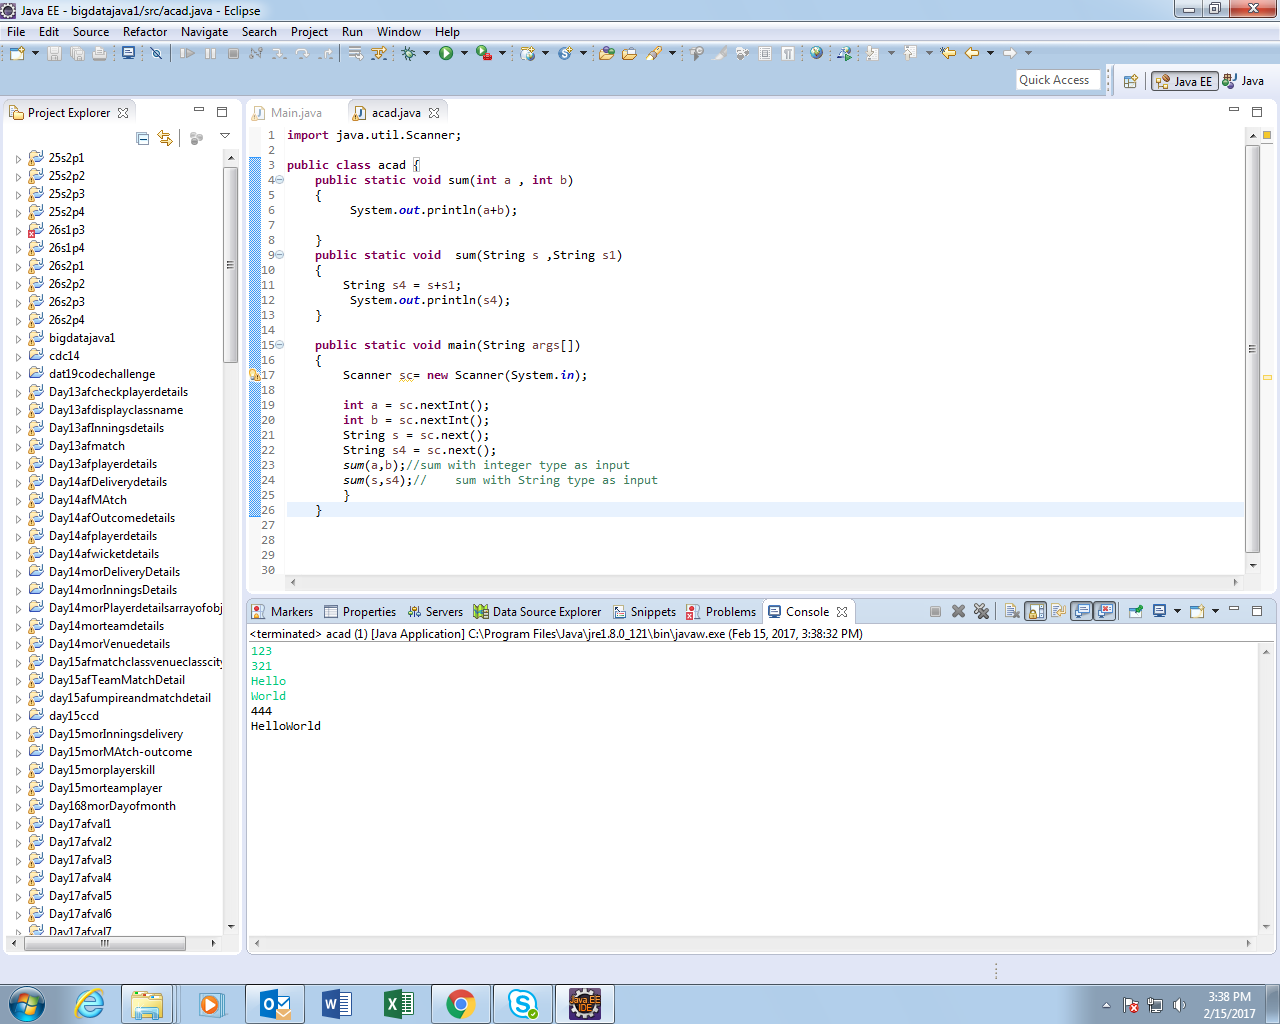 Java EE - bigdatajava1/src/acad.java - Eclipse
File Edit Source Refactor Navigate Search Project Run Window Help
Quick Access
Java EE
Java
Project Explorer
25s2p1
25s2p2
25s2p3
25s2p4
26s1p3
26s1p4
26s2p1
26s2p2
26s2p3
26s2p4
bigdatajava1
cdc14
dat19codechallenge
Day13afcheckplayerdetails
Day13afdisplayclassname
Day13afInningsdetails
Day13afmatch
Day13afplayerdetails
Day14afDeliverydetails
Day14afMAtch
Day14afOutcomedetails
Day14afplayerdetails
Day14afwicketdetails
Day14morDeliveryDetails
Day14morInningsDetails
Day14morPlayerdetailsarrayofobj
Day14morteamdetails
Day14morVenuedetails
Day15afmatchclassvenueclasscity
Day15afTeamMatchDetail
day15afumpireandmatchdetail
day15ccd
Day15morInningsdelivery
Day15morMAtch-outcome
Day15morplayerskill
Day15morteamplayer
Day168morDayofmonth
Day17afval1
Day17afval2
Day17afval3
Day17afval4
Day17afval5
Day17afval6
Day17afval7
Main.java
acad.java
1 import java.util.Scanner;
2
3 public class acad {
4 public static void sum(int a , int b)
5 {
6 System.out.println(a+b);
7
8 }
9 public static void  sum(String s ,String s1)
10 {
11 String s4 = s+s1;
12 System.out.println(s4);
13 }
14
15 public static void main(String args[])
16 {
17 Scanner sc= new Scanner(System.in);
18
19 int a = sc.nextInt();
20 int b = sc.nextInt();
21 String s = sc.next();
22 String s4 = sc.next();
23 sum(a,b);//sum with integer type as input
24 sum(s,s4);//    sum with String type as input
25 }
26 }
27
28
29
30
Markers Properties Servers Data Source Explorer Snippets Problems Console
<terminated> acad (1) [Java Application] C:\Program Files\Java\jre1.8.0_121\bin\javaw.exe (Feb 15, 2017, 3:38:32 PM)
123
321
Hello
World
444
HelloWorld
Java EE
IDE
3:38 PM
2/15/2017